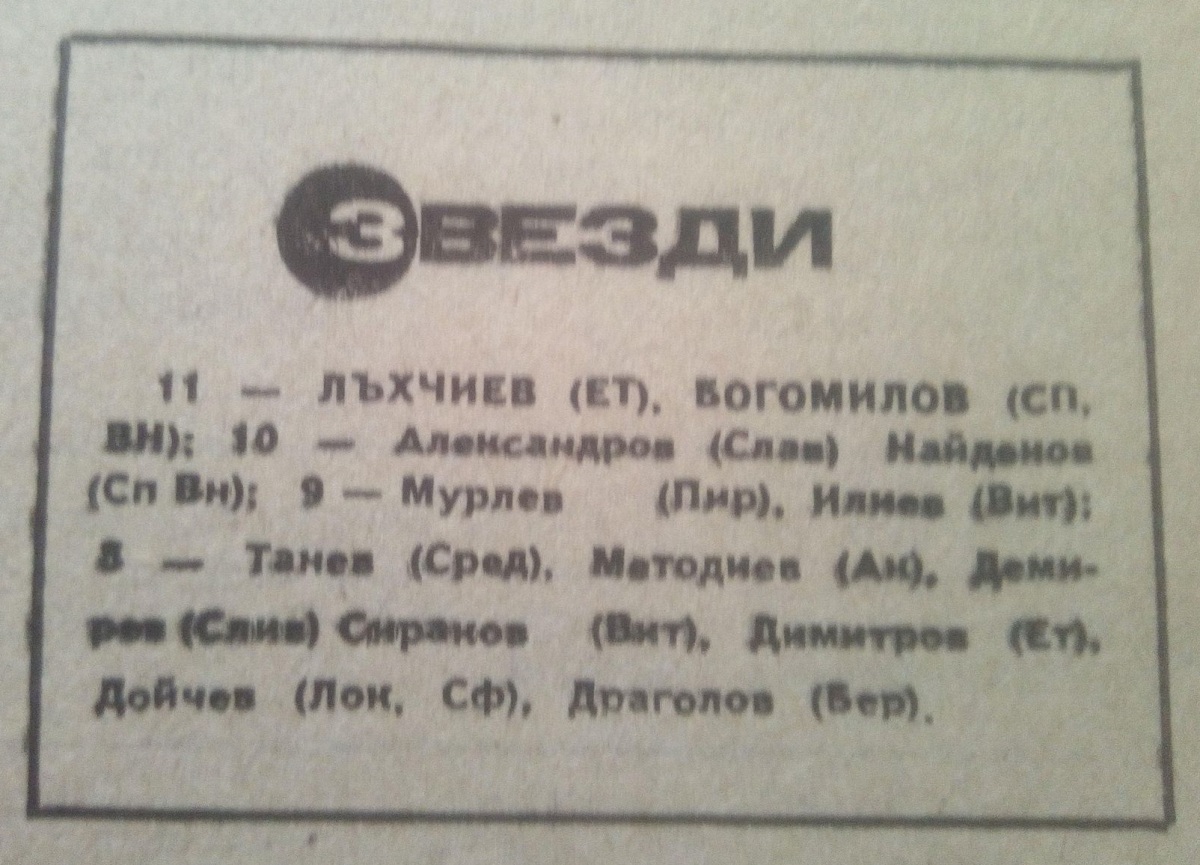 ЗВЕЗДИ
11 — ЛЪХЧИЕВ (ЕТ), БОГОМИЛОВ (СП,
ВН); 10 — Александров (Слав) Найденов
(Сп Вн); 9 — Мурлев (Пир), Илиев (Вит);
8 — Танев (Сред), Методиев (Ак), Деми-
ров (Слив) Сираков (Вит), Димитров (Ет),
Дойчев (Лок, Сф), Драголов (Бер).